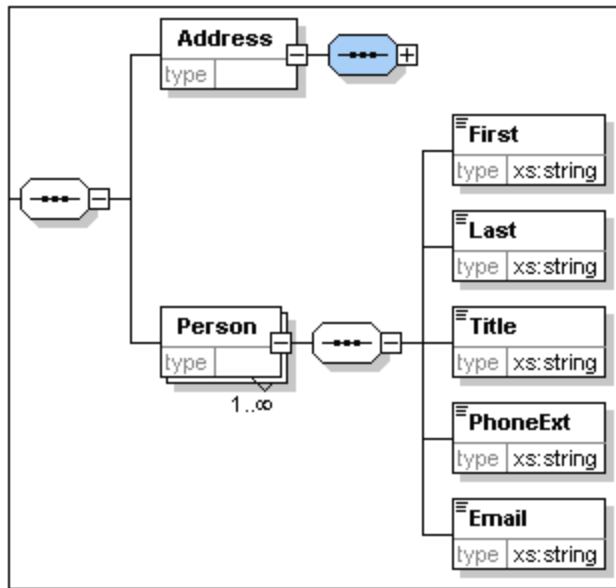 Address
type
First
type xs:string
Last
type xs:string
Person
type
1..∞
Title
type xs:string
PhoneExt
type xs:string
Email
type xs:string